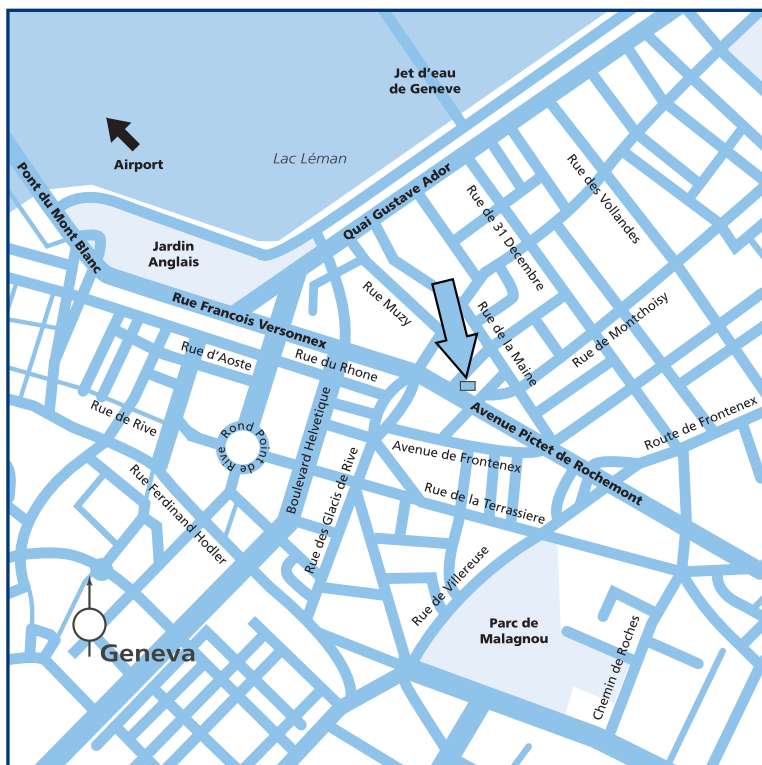 Jet d’eau
de Geneve
Airport
Lac Léman
Pont du Mont Blanc
Jardin
Anglais
Quai Gustave Ador
Rue de 31 Decembre
Rue des Vollandes
Rue Francois Versonnex
Rue Muzy
Rue de la Maine
Rue de Montchoisy
Rue d’Aoste
Rue du Rhone
Rue de Rive
Rond Point de Rive
Boulevard Helvetique
Avenue Pictet de Rochemont
Route de Frontenex
Avenue de Frontenex
Rue de la Terrassiere
Rue des Glacis de Rive
Rue Ferdinand Hodler
Rue de Villereuse
Parc de
Malagnou
Chemin de Roches
Geneva